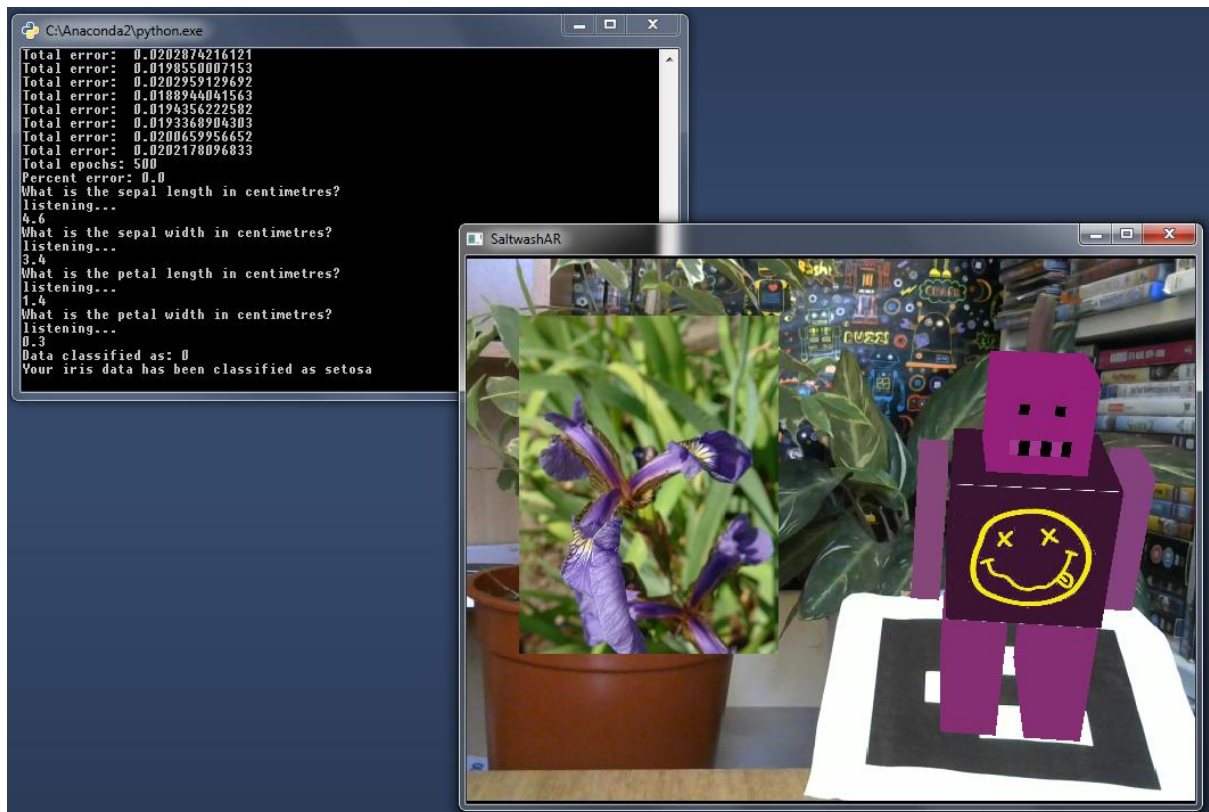 C:\Anaconda2\python.exe
Total error:  0.0202874216121
Total error:  0.0198550007153
Total error:  0.0202959129692
Total error:  0.0188944041563
Total error:  0.0194356222582
Total error:  0.0193368904303
Total error:  0.0200659956652
Total error:  0.0202178096833
Total epochs: 500
Percent error: 0.0
What is the sepal length in centimetres?
listening...
4.6
What is the sepal width in centimetres?
listening...
3.4
What is the petal length in centimetres?
listening...
1.4
What is the petal width in centimetres?
listening...
0.3
Data classified as: 0
Your iris data has been classified as setosa
SaltwashAR
Bash!
BUZZ